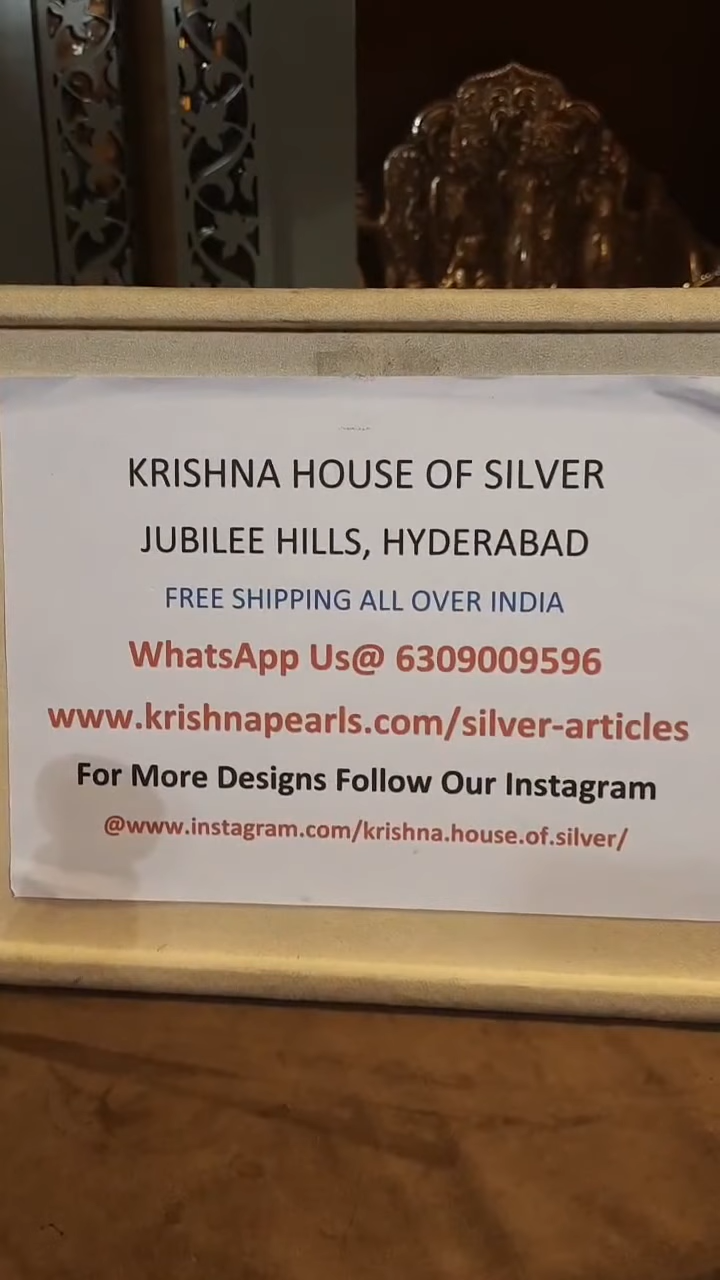 KRISHNA HOUSE OF SILVER
JUBILEE HILLS, HYDERABAD
FREE SHIPPING ALL OVER INDIA
WhatsApp Us@ 6309009596
www.krishnapearls.com/silver-articles
For More Designs Follow Our Instagram
@www.instagram.com/krishna.house.of.silver/